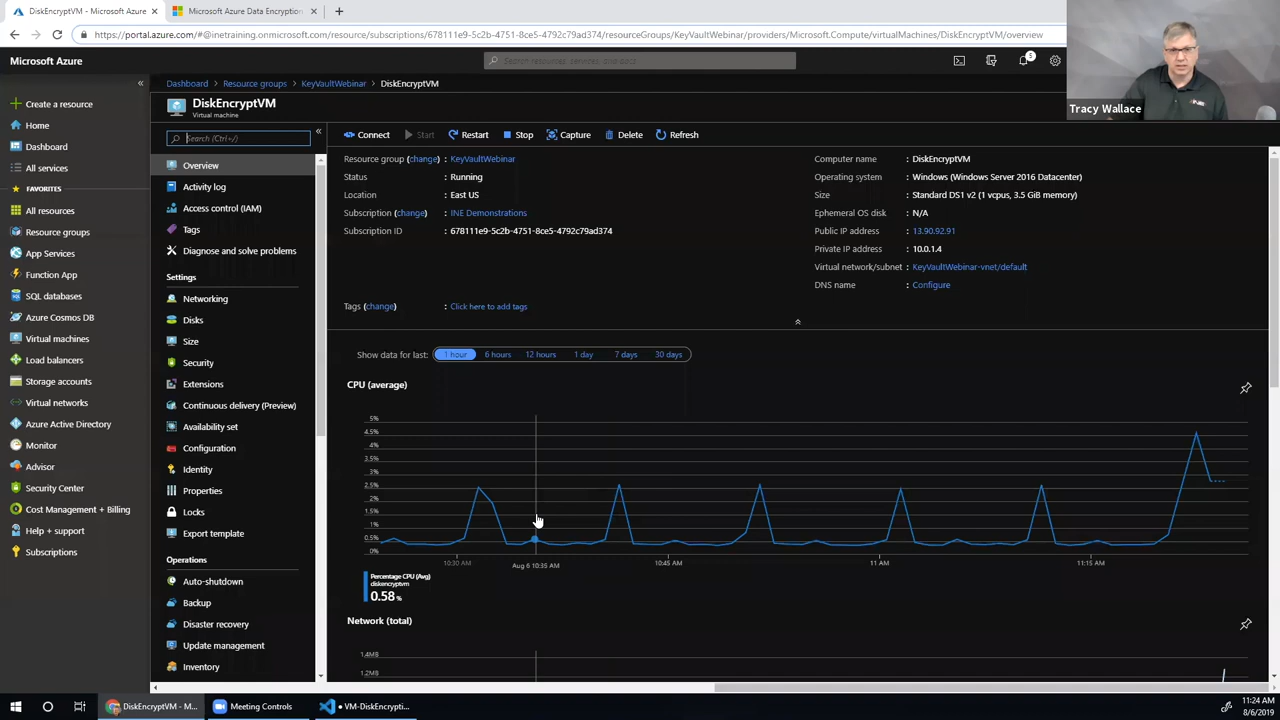 DiskEncryptVM - Microsoft Azure
Microsoft Azure Data Encryption
https://portal.azure.com/#@inetraining.onmicrosoft.com/resource/subscriptions/678111e9-5c2b-4751-8ce5-4792c79ad374/resourceGroups/KeyVaultWebinar/providers/Microsoft.Compute/virtualMachines/DiskEncryptVM/overview
Microsoft Azure
Search resources, services, and docs
5
Tracy Wallace
Create a resource
Home
Dashboard
All services
FAVORITES
All resources
Resource groups
App Services
Function App
SQL databases
Azure Cosmos DB
Virtual machines
Load balancers
Storage accounts
Virtual networks
Azure Active Directory
Monitor
Advisor
Security Center
Cost Management + Billing
Help + support
Subscriptions
Dashboard > Resource groups > KeyVaultWebinar > DiskEncryptVM
DiskEncryptVM
Virtual machine
Search (Ctrl+/)
Overview
Activity log
Access control (IAM)
Tags
Diagnose and solve problems
Settings
Networking
Disks
Size
Security
Extensions
Continuous delivery (Preview)
Availability set
Configuration
Identity
Properties
Locks
Export template
Operations
Auto-shutdown
Backup
Disaster recovery
Update management
Inventory
Connect Start Restart Stop Capture Delete Refresh
Resource group (change) : KeyVaultWebinar
Status : Running
Location : East US
Subscription (change) : INE Demonstrations
Subscription ID : 678111e9-5c2b-4751-8ce5-4792c79ad374
Computer name : DiskEncryptVM
Operating system : Windows (Windows Server 2016 Datacenter)
Size : Standard DS1 v2 (1 vcpus, 3.5 GiB memory)
Ephemeral OS disk : N/A
Public IP address : 13.90.92.91
Private IP address : 10.0.1.4
Virtual network/subnet : KeyVaultWebinar-vnet/default
DNS name : Configure
Tags (change) : Click here to add tags
Show data for last: 1 hour 6 hours 12 hours 1 day 7 days 30 days
CPU (average)
5%
4.5%
4%
3.5%
3%
2.5%
2%
1.5%
1%
0.5%
0%
10:30 AM Aug 6 10:35 AM 10:45 AM 11 AM 11:15 AM
Percentage CPU (Avg)
diskencryptvm
0.58 %
Network (total)
1.4MB
1.2MB
DiskEncryptVM - M...
Meeting Controls
● VM-DiskEncrypti...
11:24 AM
8/6/2019